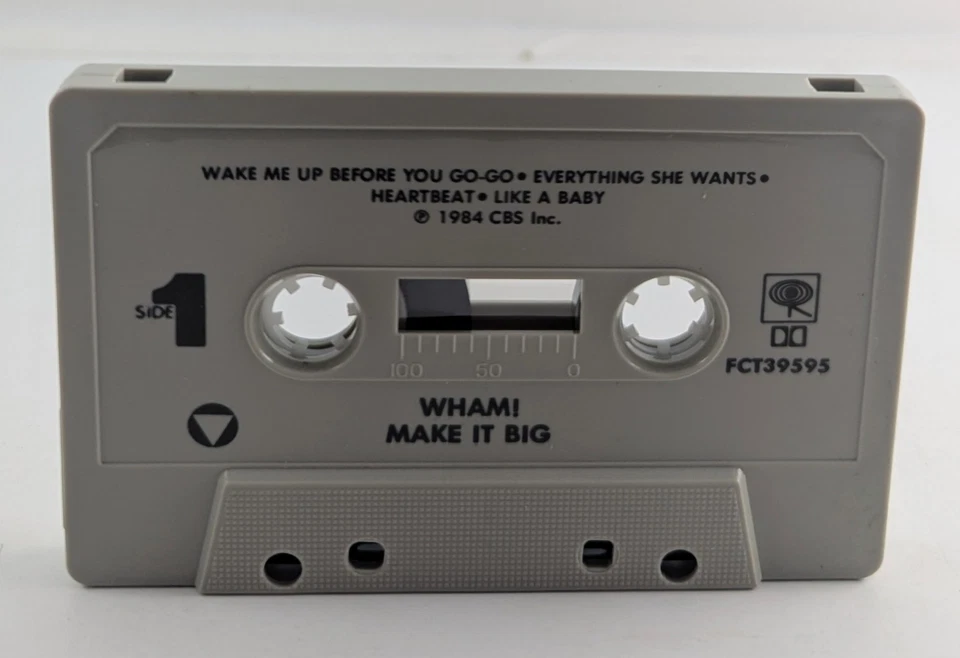 WAKE ME UP BEFORE YOU GO-GO • EVERYTHING SHE WANTS •
HEARTBEAT • LIKE A BABY
℗ 1984 CBS Inc.
SIDE 1
100 50 0
FCT39595
WHAM!
MAKE IT BIG